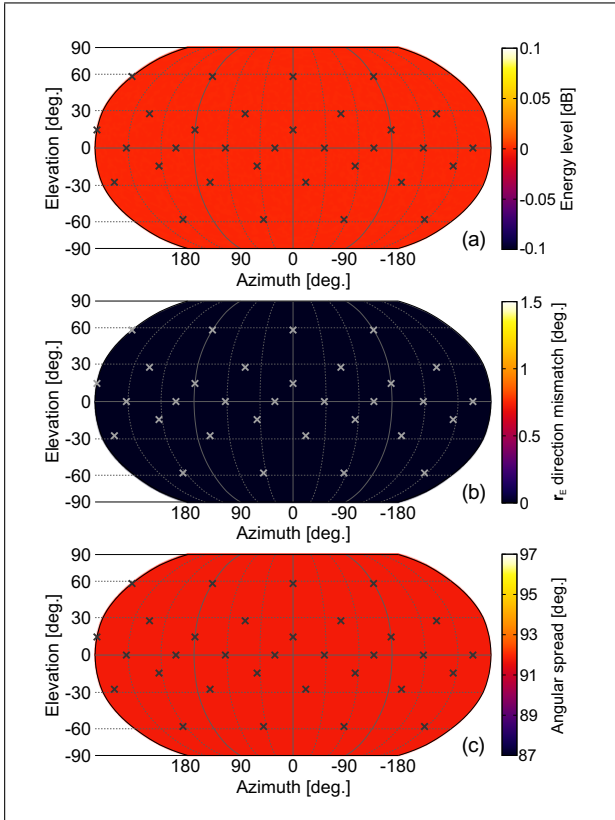 90
60
30
0
-30
-60
-90
Elevation [deg.]
180 90 0 -90 -180
Azimuth [deg.]
(a)
0.1
0.05
0
-0.05
-0.1
Energy level [dB]
90
60
30
0
-30
-60
-90
Elevation [deg.]
180 90 0 -90 -180
Azimuth [deg.]
(b)
1.5
1
0.5
0
rE direction mismatch [deg.]
90
60
30
0
-30
-60
-90
Elevation [deg.]
180 90 0 -90 -180
Azimuth [deg.]
(c)
97
95
93
91
89
87
Angular spread [deg.]